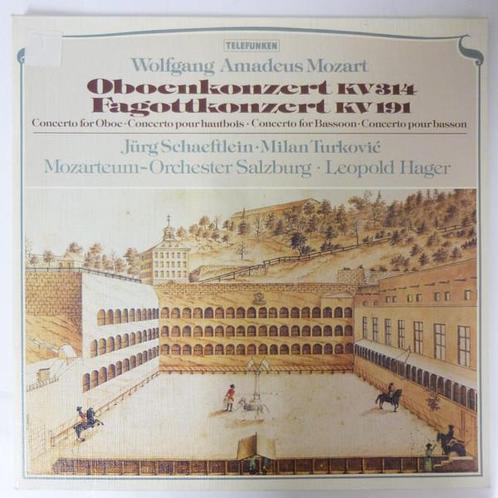 TELEFUNKEN
Wolfgang Amadeus Mozart
Oboenkonzert KV 314
Fagottkonzert KV 191
Concerto for Oboe · Concerto pour hautbois · Concerto for Bassoon · Concerto pour basson
Jürg Schaeftlein · Milan Turković
Mozarteum-Orchester Salzburg · Leopold Hager